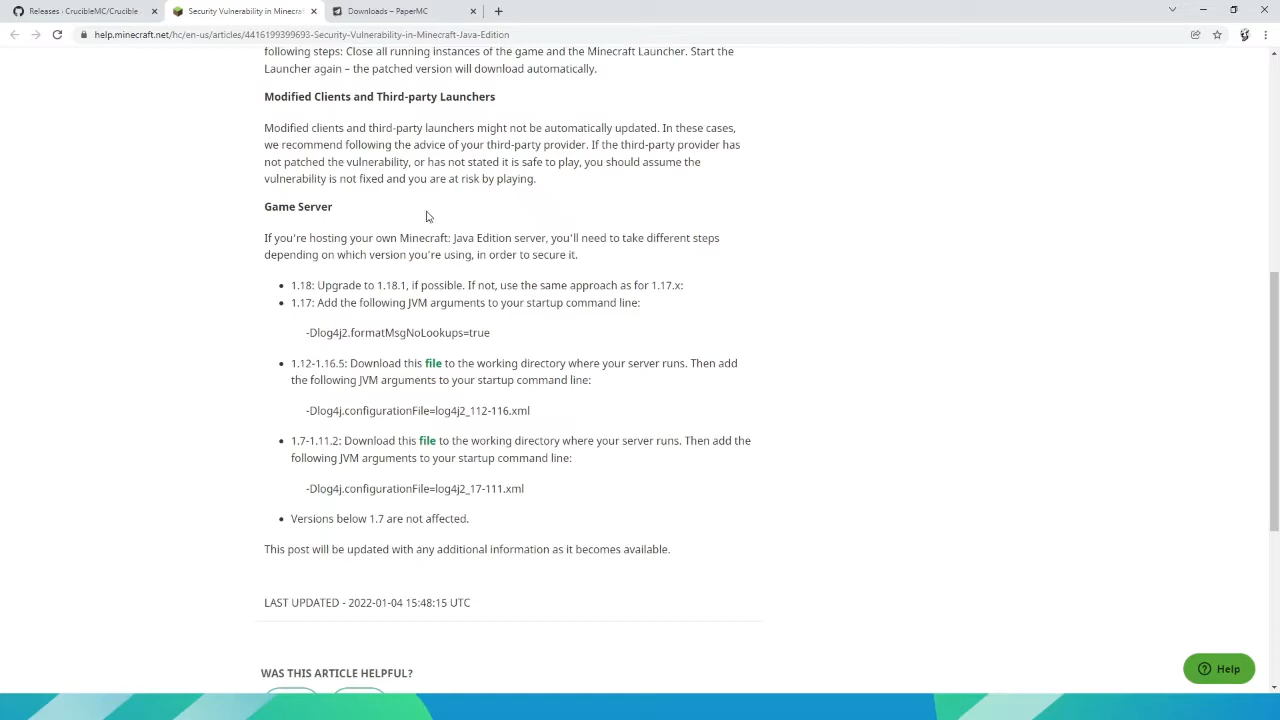 Releases · CrucibleMC/Crucible
Security Vulnerability in Minecraf
Downloads – PaperMC
help.minecraft.net/hc/en-us/articles/4416199399693-Security-Vulnerability-in-Minecraft-Java-Edition
following steps: Close all running instances of the game and the Minecraft Launcher. Start the
Launcher again – the patched version will download automatically.
Modified Clients and Third-party Launchers
Modified clients and third-party launchers might not be automatically updated. In these cases,
we recommend following the advice of your third-party provider. If the third-party provider has
not patched the vulnerability, or has not stated it is safe to play, you should assume the
vulnerability is not fixed and you are at risk by playing.
Game Server
If you're hosting your own Minecraft: Java Edition server, you'll need to take different steps
depending on which version you're using, in order to secure it.
• 1.18: Upgrade to 1.18.1, if possible. If not, use the same approach as for 1.17.x:
• 1.17: Add the following JVM arguments to your startup command line:
-Dlog4j2.formatMsgNoLookups=true
• 1.12-1.16.5: Download this file to the working directory where your server runs. Then add
the following JVM arguments to your startup command line:
-Dlog4j.configurationFile=log4j2_112-116.xml
• 1.7-1.11.2: Download this file to the working directory where your server runs. Then add the
following JVM arguments to your startup command line:
-Dlog4j.configurationFile=log4j2_17-111.xml
• Versions below 1.7 are not affected.
This post will be updated with any additional information as it becomes available.
LAST UPDATED - 2022-01-04 15:48:15 UTC
WAS THIS ARTICLE HELPFUL?
Help